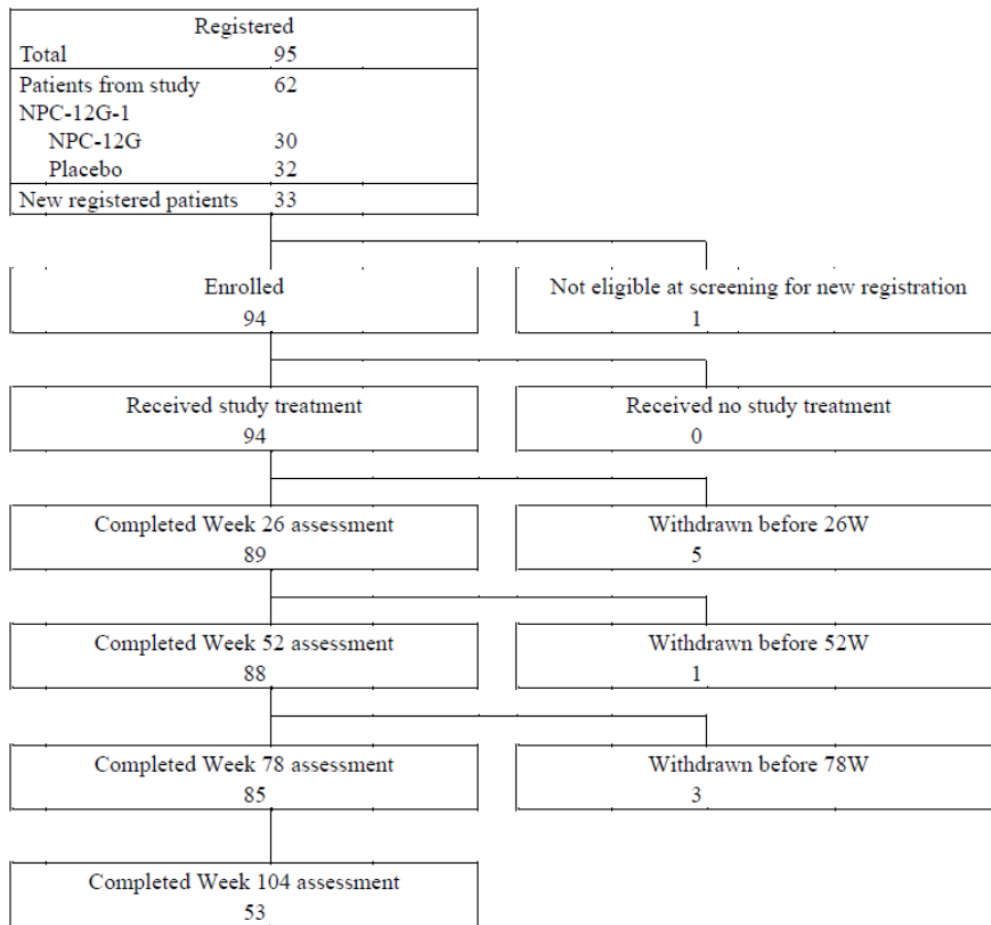 Registered
Total 95
Patients from study 62
NPC-12G-1
NPC-12G 30
Placebo 32
New registered patients 33
Enrolled
94
Not eligible at screening for new registration
1
Received study treatment
94
Received no study treatment
0
Completed Week 26 assessment
89
Withdrawn before 26W
5
Completed Week 52 assessment
88
Withdrawn before 52W
1
Completed Week 78 assessment
85
Withdrawn before 78W
3
Completed Week 104 assessment
53